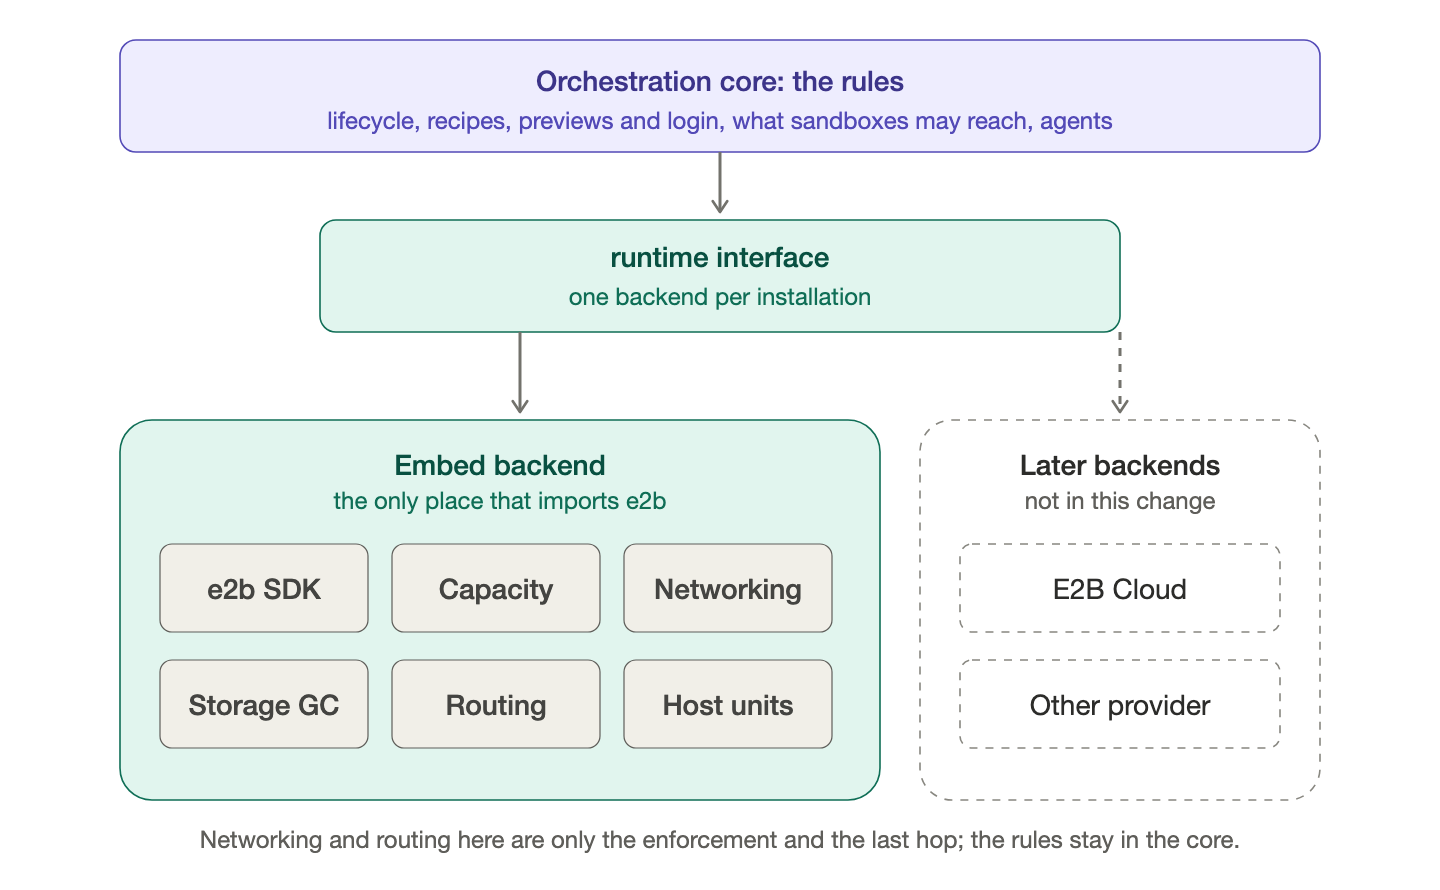 Orchestration core: the rules
lifecycle, recipes, previews and login, what sandboxes may reach, agents
runtime interface
one backend per installation
Embed backend
the only place that imports e2b
e2b SDK
Capacity
Networking
Storage GC
Routing
Host units
Later backends
not in this change
E2B Cloud
Other provider
Networking and routing here are only the enforcement and the last hop; the rules stay in the core.